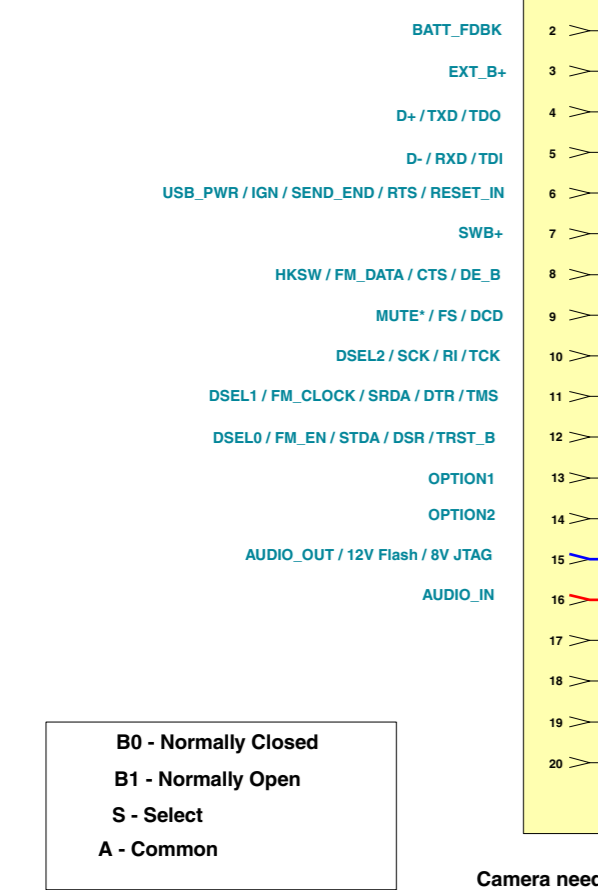 BATT_FDBK 2
EXT_B+ 3
D+ / TXD / TDO 4
D- / RXD / TDI 5
USB_PWR / IGN / SEND_END / RTS / RESET_IN 6
SWB+ 7
HKSW / FM_DATA / CTS / DE_B 8
MUTE* / FS / DCD 9
DSEL2 / SCK / RI / TCK 10
DSEL1 / FM_CLOCK / SRDA / DTR / TMS 11
DSEL0 / FM_EN / STDA / DSR / TRST_B 12
OPTION1 13
OPTION2 14
AUDIO_OUT / 12V Flash / 8V JTAG 15
AUDIO_IN 16
17
18
19
20
B0 - Normally Closed
B1 - Normally Open
S - Select
A - Common
Camera need